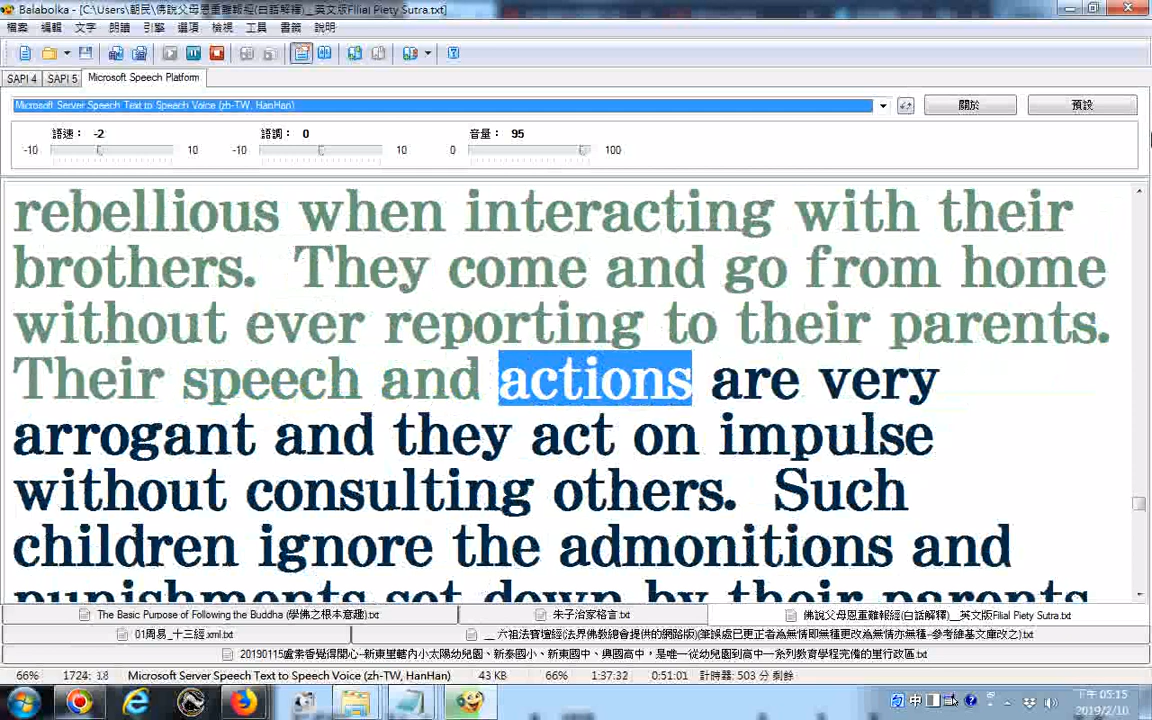 Balabolka - [C:\Users\朝民\佛說父母恩重難報經(白話解釋)__英文版Filial Piety Sutra.txt]
檔案 編輯 文字 朗讀 引擎 選項 檢視 工具 書籤 說明
SAPI 4 SAPI 5 Microsoft Speech Platform
Microsoft Server Speech Text to Speech Voice (zh-TW, HanHan) 關於 預設
語速： -2 語調： 0 音量： 95
-10 10 -10 10 0 100
rebellious when interacting with their
brothers. They come and go from home
without ever reporting to their parents.
Their speech and actions are very
arrogant and they act on impulse
without consulting others. Such
children ignore the admonitions and
punishments set down by their parents
The Basic Purpose of Following the Buddha (學佛之根本意趣).txt 朱子治家格言.txt 佛說父母恩重難報經(白話解釋)__英文版Filial Piety Sutra.txt
01周易_十三經.xml.txt __六祖法寶壇經(法界佛教總會提供的網路版)(筆誤處已更正者為無情即無種更改為無情亦無種-參考維基文庫改之).txt
20190115盧素香覺得開心-新東里轄內小太陽幼兒園、新泰國小、新東國中、興國高中，是唯一從幼兒園到高中一系列教育學程完備的里行政區.txt
66% 1724: 18 Microsoft Server Speech Text to Speech Voice (zh-TW, HanHan) 43 KB 66% 1:37:32 0:51:01 計時器: 503 分 剩餘
中 下午 05:15
2019/2/10